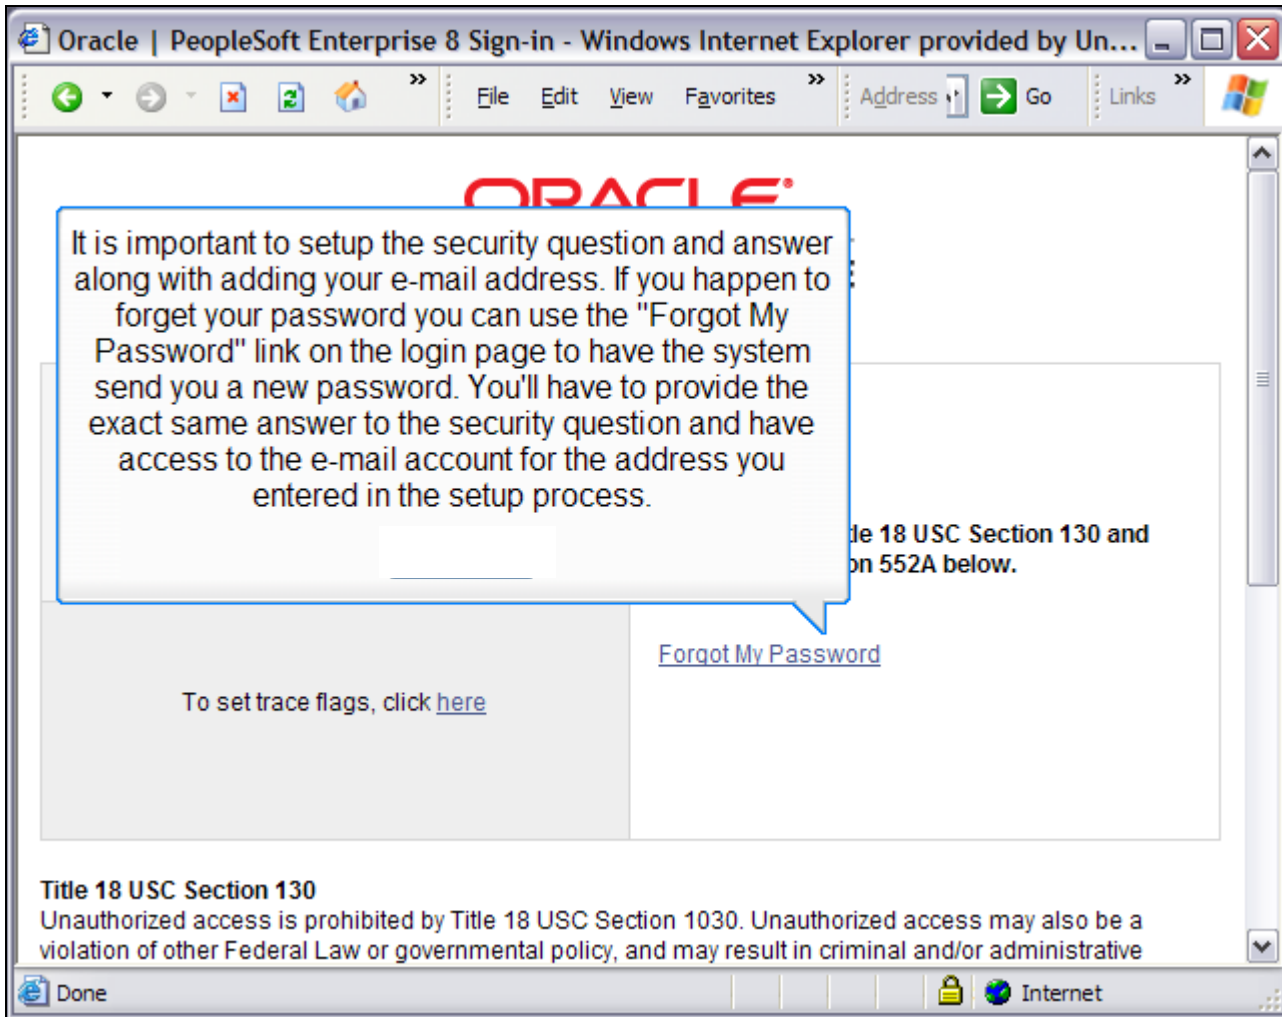 Oracle | PeopleSoft Enterprise 8 Sign-in - Windows Internet Explorer provided by Un...
File Edit View Favorites » Address Go Links »
ORACLE
It is important to setup the security question and answer
along with adding your e-mail address. If you happen to
forget your password you can use the "Forgot My
Password" link on the login page to have the system
send you a new password. You'll have to provide the
exact same answer to the security question and have
access to the e-mail account for the address you
entered in the setup process.
18 USC Section 130 and
552A below.
Forgot My Password
To set trace flags, click here
Title 18 USC Section 130
Unauthorized access is prohibited by Title 18 USC Section 1030. Unauthorized access may also be a
violation of other Federal Law or governmental policy, and may result in criminal and/or administrative
Done
Internet